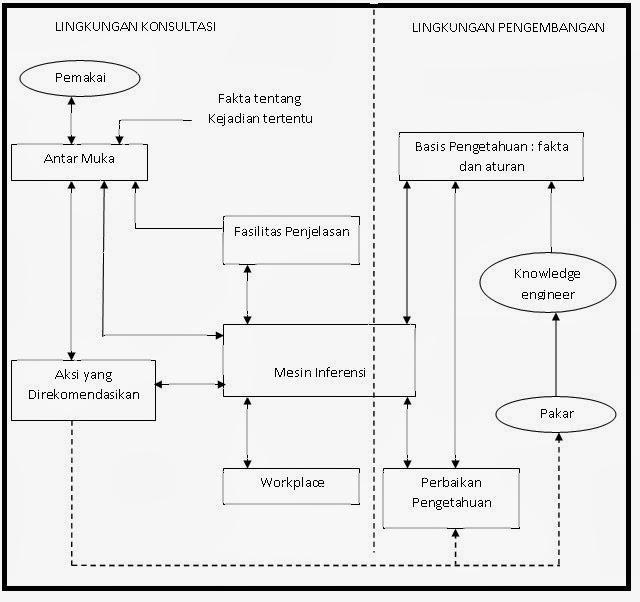 LINGKUNGAN KONSULTASI
LINGKUNGAN PENGEMBANGAN
Pemakai
Fakta tentang
Kejadian tertentu
Antar Muka
Basis Pengetahuan : fakta
dan aturan
Fasilitas Penjelasan
Knowledge
engineer
Mesin Inferensi
Aksi yang
Direkomendasikan
Pakar
Workplace
Perbaikan
Pengetahuan